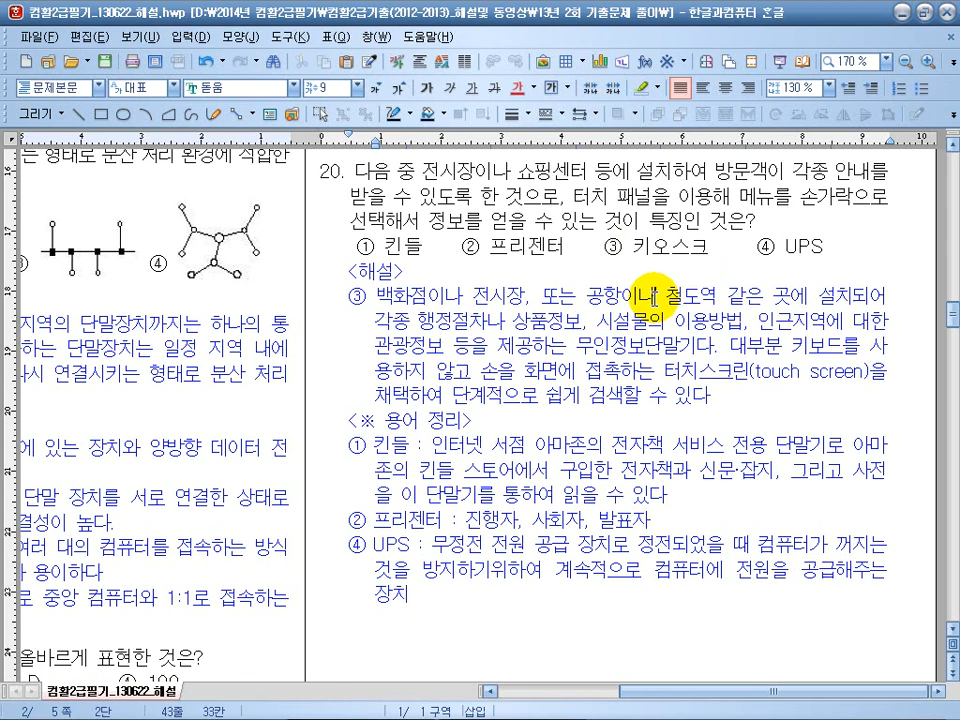 컴활2급필기_130622_해설.hwp [D:₩2014년 컴활2급필기₩컴활2급기출(2012-2013)_해설및 동영상₩13년 2회 기출문제 풀이₩] - 한글과컴퓨터 한글
파일(F) 편집(E) 보기(U) 입력(D) 모양(J) 도구(K) 표(Q) 창(W) 도움말(H)
170 %
문제본문 대표 돋움 9 가 가 가 가 가 가 가 130 %
그리기
5 4 3 2 1 0 1 2 3 4 5 6 7 8 9 10
는 형태로 분산 처리 환경에 적합한
④
지역의 단말장치까지는 하나의 통
하는 단말장치는 일정 지역 내에
다시 연결시키는 형태로 분산 처리
에 있는 장치와 양방향 데이터 전
단말 장치를 서로 연결한 상태로
결성이 높다.
여러 대의 컴퓨터를 접속하는 방식
용이하다
로 중앙 컴퓨터와 1:1로 접속하는
올바르게 표현한 것은?
20. 다음 중 전시장이나 쇼핑센터 등에 설치하여 방문객이 각종 안내를
받을 수 있도록 한 것으로, 터치 패널을 이용해 메뉴를 손가락으로
선택해서 정보를 얻을 수 있는 것이 특징인 것은?
① 킨들 ② 프리젠터 ③ 키오스크 ④ UPS
<해설>
③ 백화점이나 전시장, 또는 공항이나 철도역 같은 곳에 설치되어
각종 행정절차나 상품정보, 시설물의 이용방법, 인근지역에 대한
관광정보 등을 제공하는 무인정보단말기다. 대부분 키보드를 사
용하지 않고 손을 화면에 접촉하는 터치스크린(touch screen)을
채택하여 단계적으로 쉽게 검색할 수 있다
<※ 용어 정리>
① 킨들 : 인터넷 서점 아마존의 전자책 서비스 전용 단말기로 아마
존의 킨들 스토어에서 구입한 전자책과 신문·잡지, 그리고 사전
을 이 단말기를 통하여 읽을 수 있다
② 프리젠터 : 진행자, 사회자, 발표자
④ UPS : 무정전 전원 공급 장치로 정전되었을 때 컴퓨터가 꺼지는
것을 방지하기위하여 계속적으로 컴퓨터에 전원을 공급해주는
장치
컴활2급필기_130622_해설
2/ 5 쪽 2단 43줄 33칸 1/ 1 구역 삽입